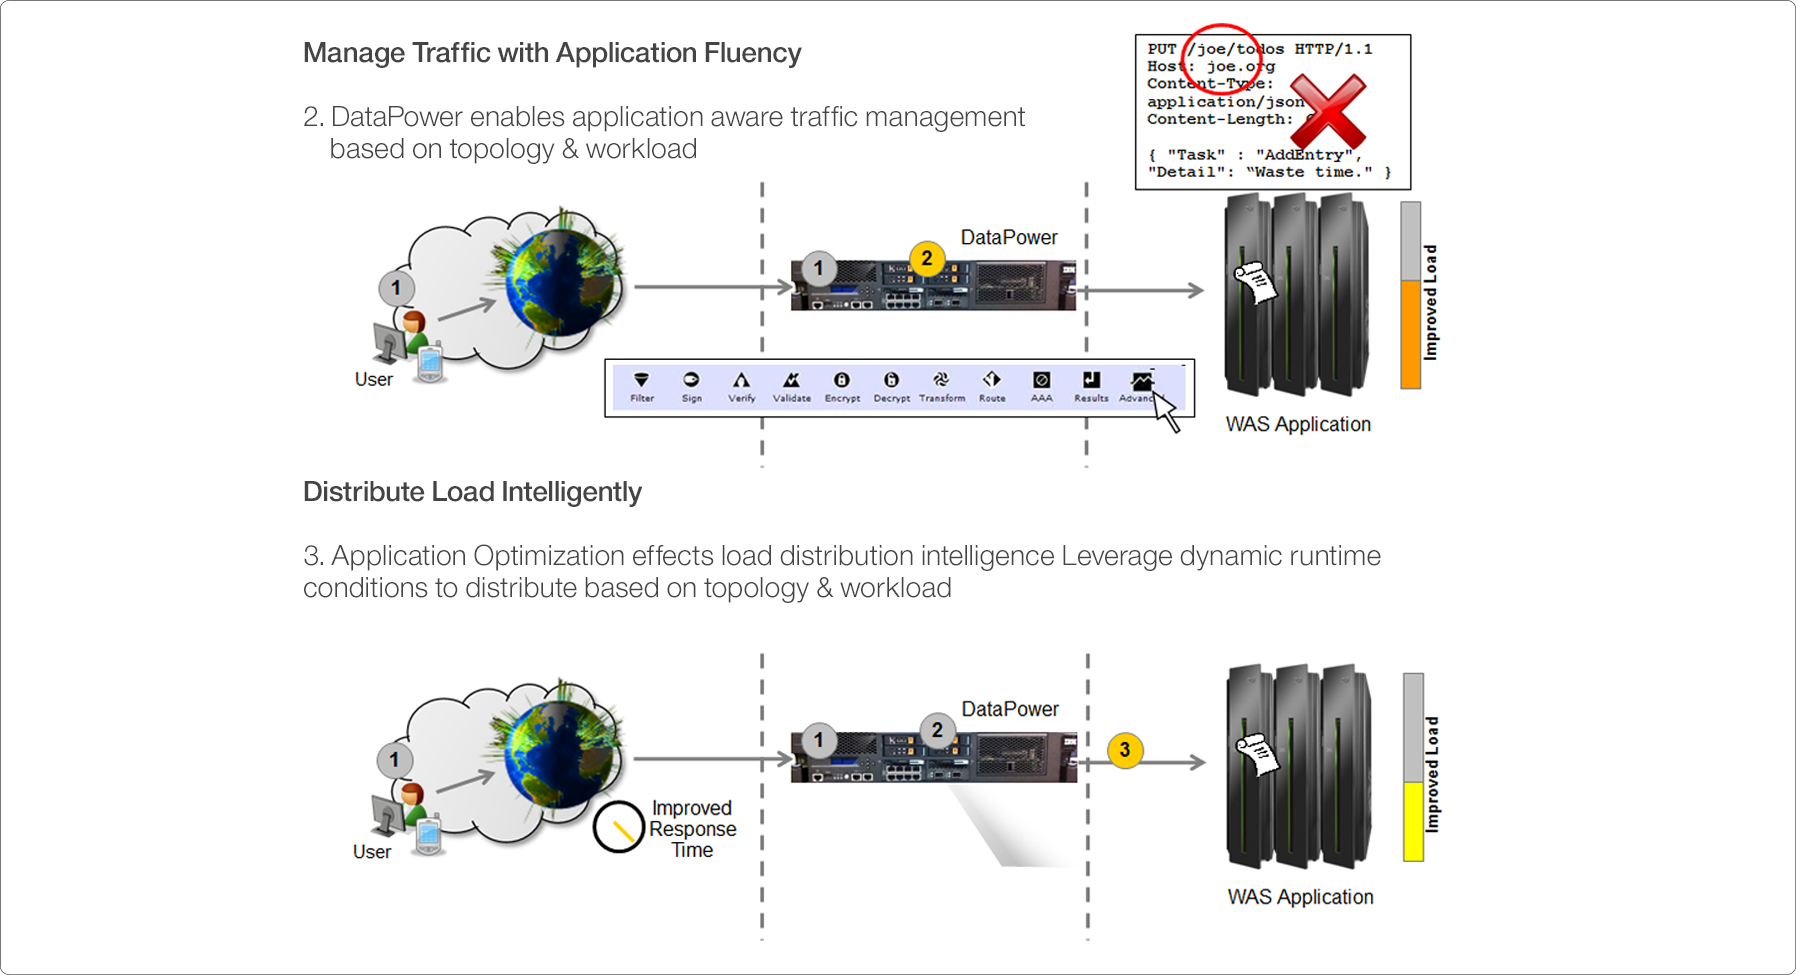 Manage Traffic with Application Fluency
2. DataPower enables application aware traffic management
based on topology & workload
PUT /joe/todos HTTP/1.1
Host: joe.org
Content-Type:
application/json
Content-Length:
{ "Task" : "AddEntry",
"Detail": “Waste time." }
DataPower
1
1
2
User
Improved Load
Filter
Sign
Verify
Validate
Encrypt
Decrypt
Transform
Route
AAA
Results
WAS Application
Distribute Load Intelligently
3. Application Optimization effects load distribution intelligence Leverage dynamic runtime
conditions to distribute based on topology & workload
DataPower
1
1
2
3
User
Improved
Response
Time
Improved Load
WAS Application